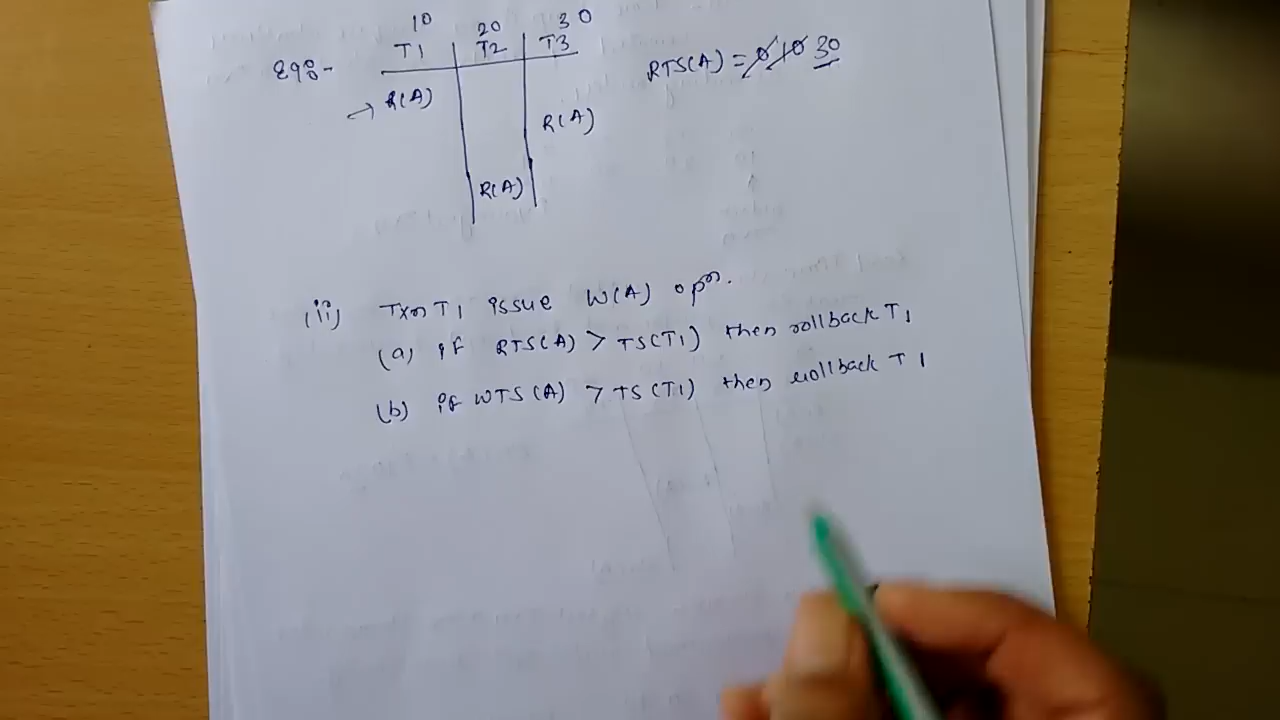 10 20 30
Eg:- T1 T2 T3 RTS(A) = 0 10 30
→ R(A)
R(A)
R(A)
(ii) Txn T1 issue W(A) opn.
(a) if RTS(A) > TS(T1) then rollback T1
(b) if WTS(A) > TS(T1) then rollback T1